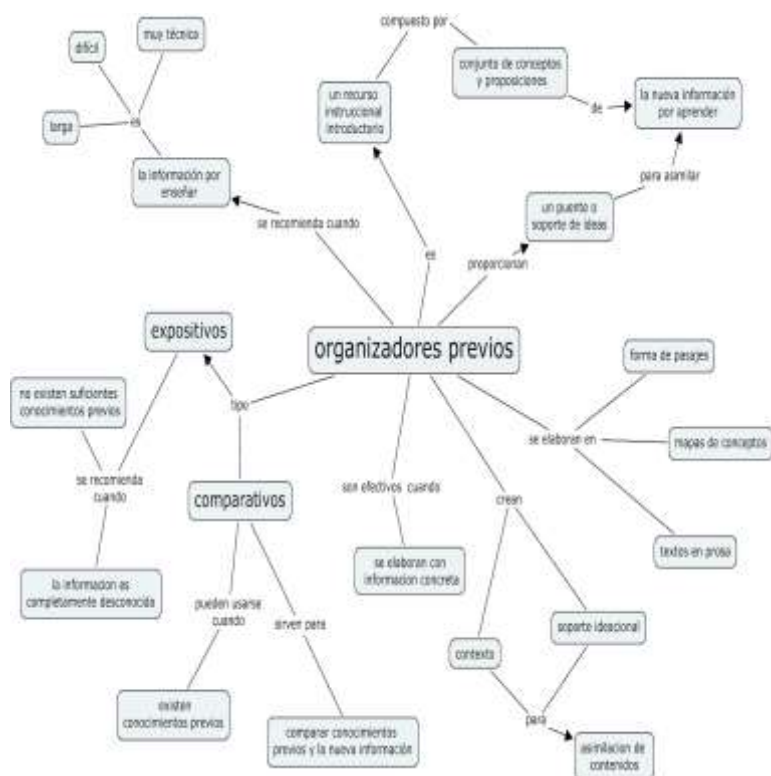 muy técnico
difícil
larga
es
la información por
enseñar
se recomienda cuando
compuesto por
conjunto de conceptos
y proposiciones
un recurso
instruccional
introductorio
de
la nueva información
por aprender
para asimilar
un puente o
soporte de ideas
es
proporcionan
organizadores previos
expositivos
tipo
no existen suficientes
conocimientos previos
se recomienda
cuando
la informacion es
completamente desconocida
comparativos
pueden usarse
cuando
sirven para
existen
conocimientos previos
comparar conocimientos
previos y la nueva información
son efectivos cuando
se elaboran con
informacion concreta
crean
contexto
soporte ideacional
para
asimilacion de
contenidos
se elaboran en
forma de pasajes
mapas de conceptos
textos en prosa